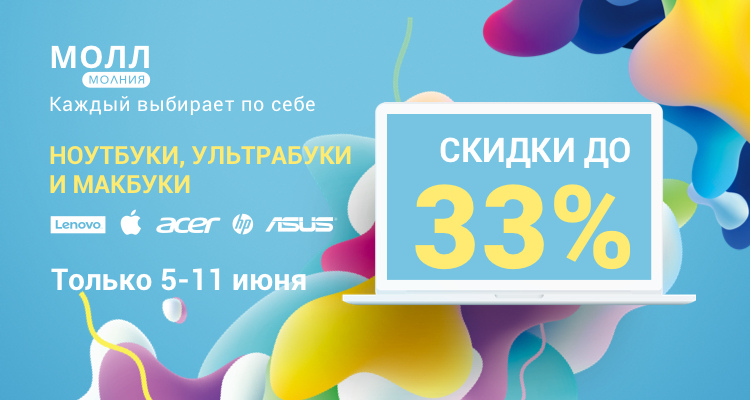 МОЛЛ
МОЛНИЯ
Каждый выбирает по себе
НОУТБУКИ, УЛЬТРАБУКИ
И МАКБУКИ
Lenovo acer hp ASUS
Только 5-11 июня
СКИДКИ ДО
33%